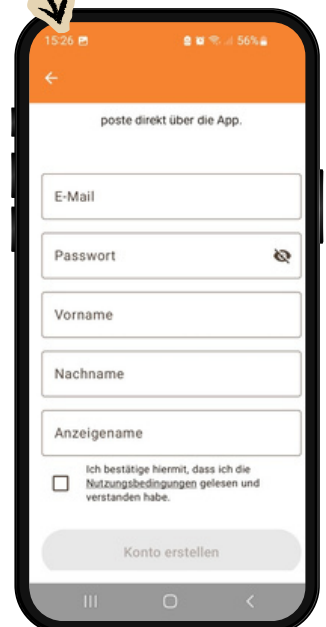 15:26 56%
poste direkt über die App.
E-Mail
Passwort
Vorname
Nachname
Anzeigename
Ich bestätige hiermit, dass ich die
Nutzungsbedingungen gelesen und
verstanden habe.
Konto erstellen